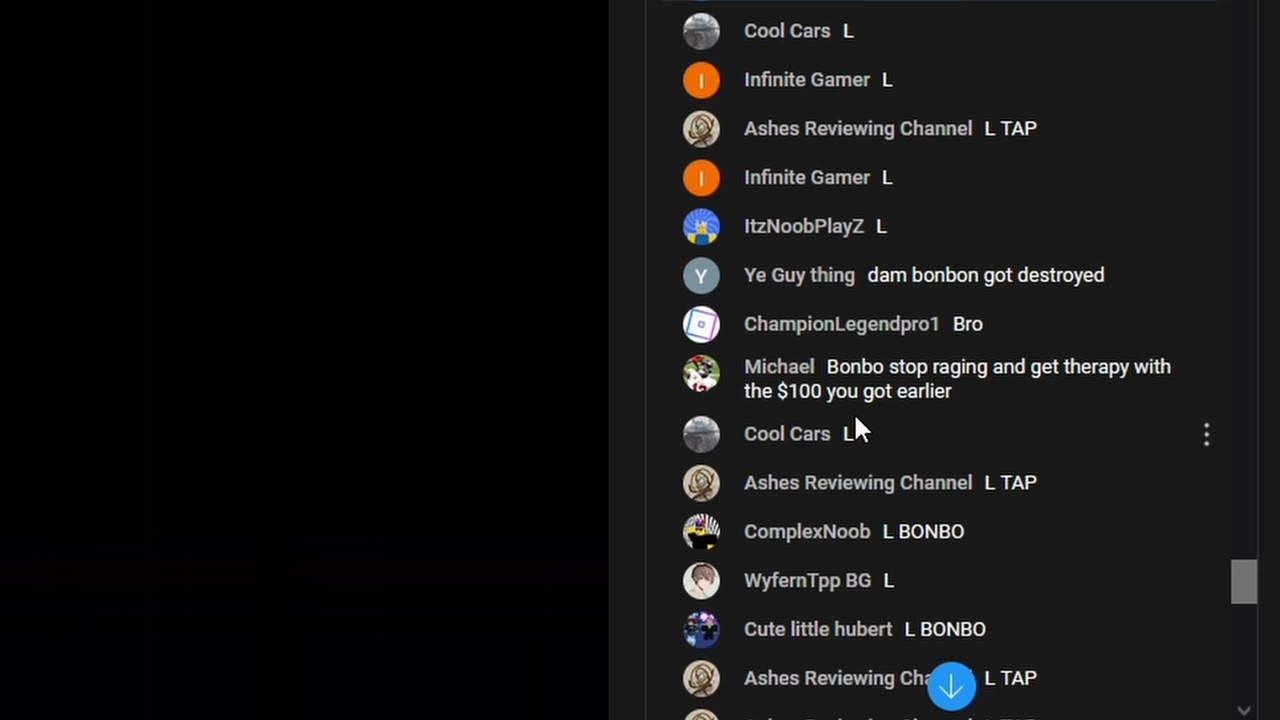 Cool Cars L
I Infinite Gamer L
Ashes Reviewing Channel L TAP
I Infinite Gamer L
ItzNoobPlayZ L
Y Ye Guy thing dam bonbon got destroyed
ChampionLegendpro1 Bro
Michael Bonbo stop raging and get therapy with
the $100 you got earlier
Cool Cars L
Ashes Reviewing Channel L TAP
ComplexNoob L BONBO
WyfernTpp BG L
Cute little hubert L BONBO
Ashes Reviewing Cha L TAP